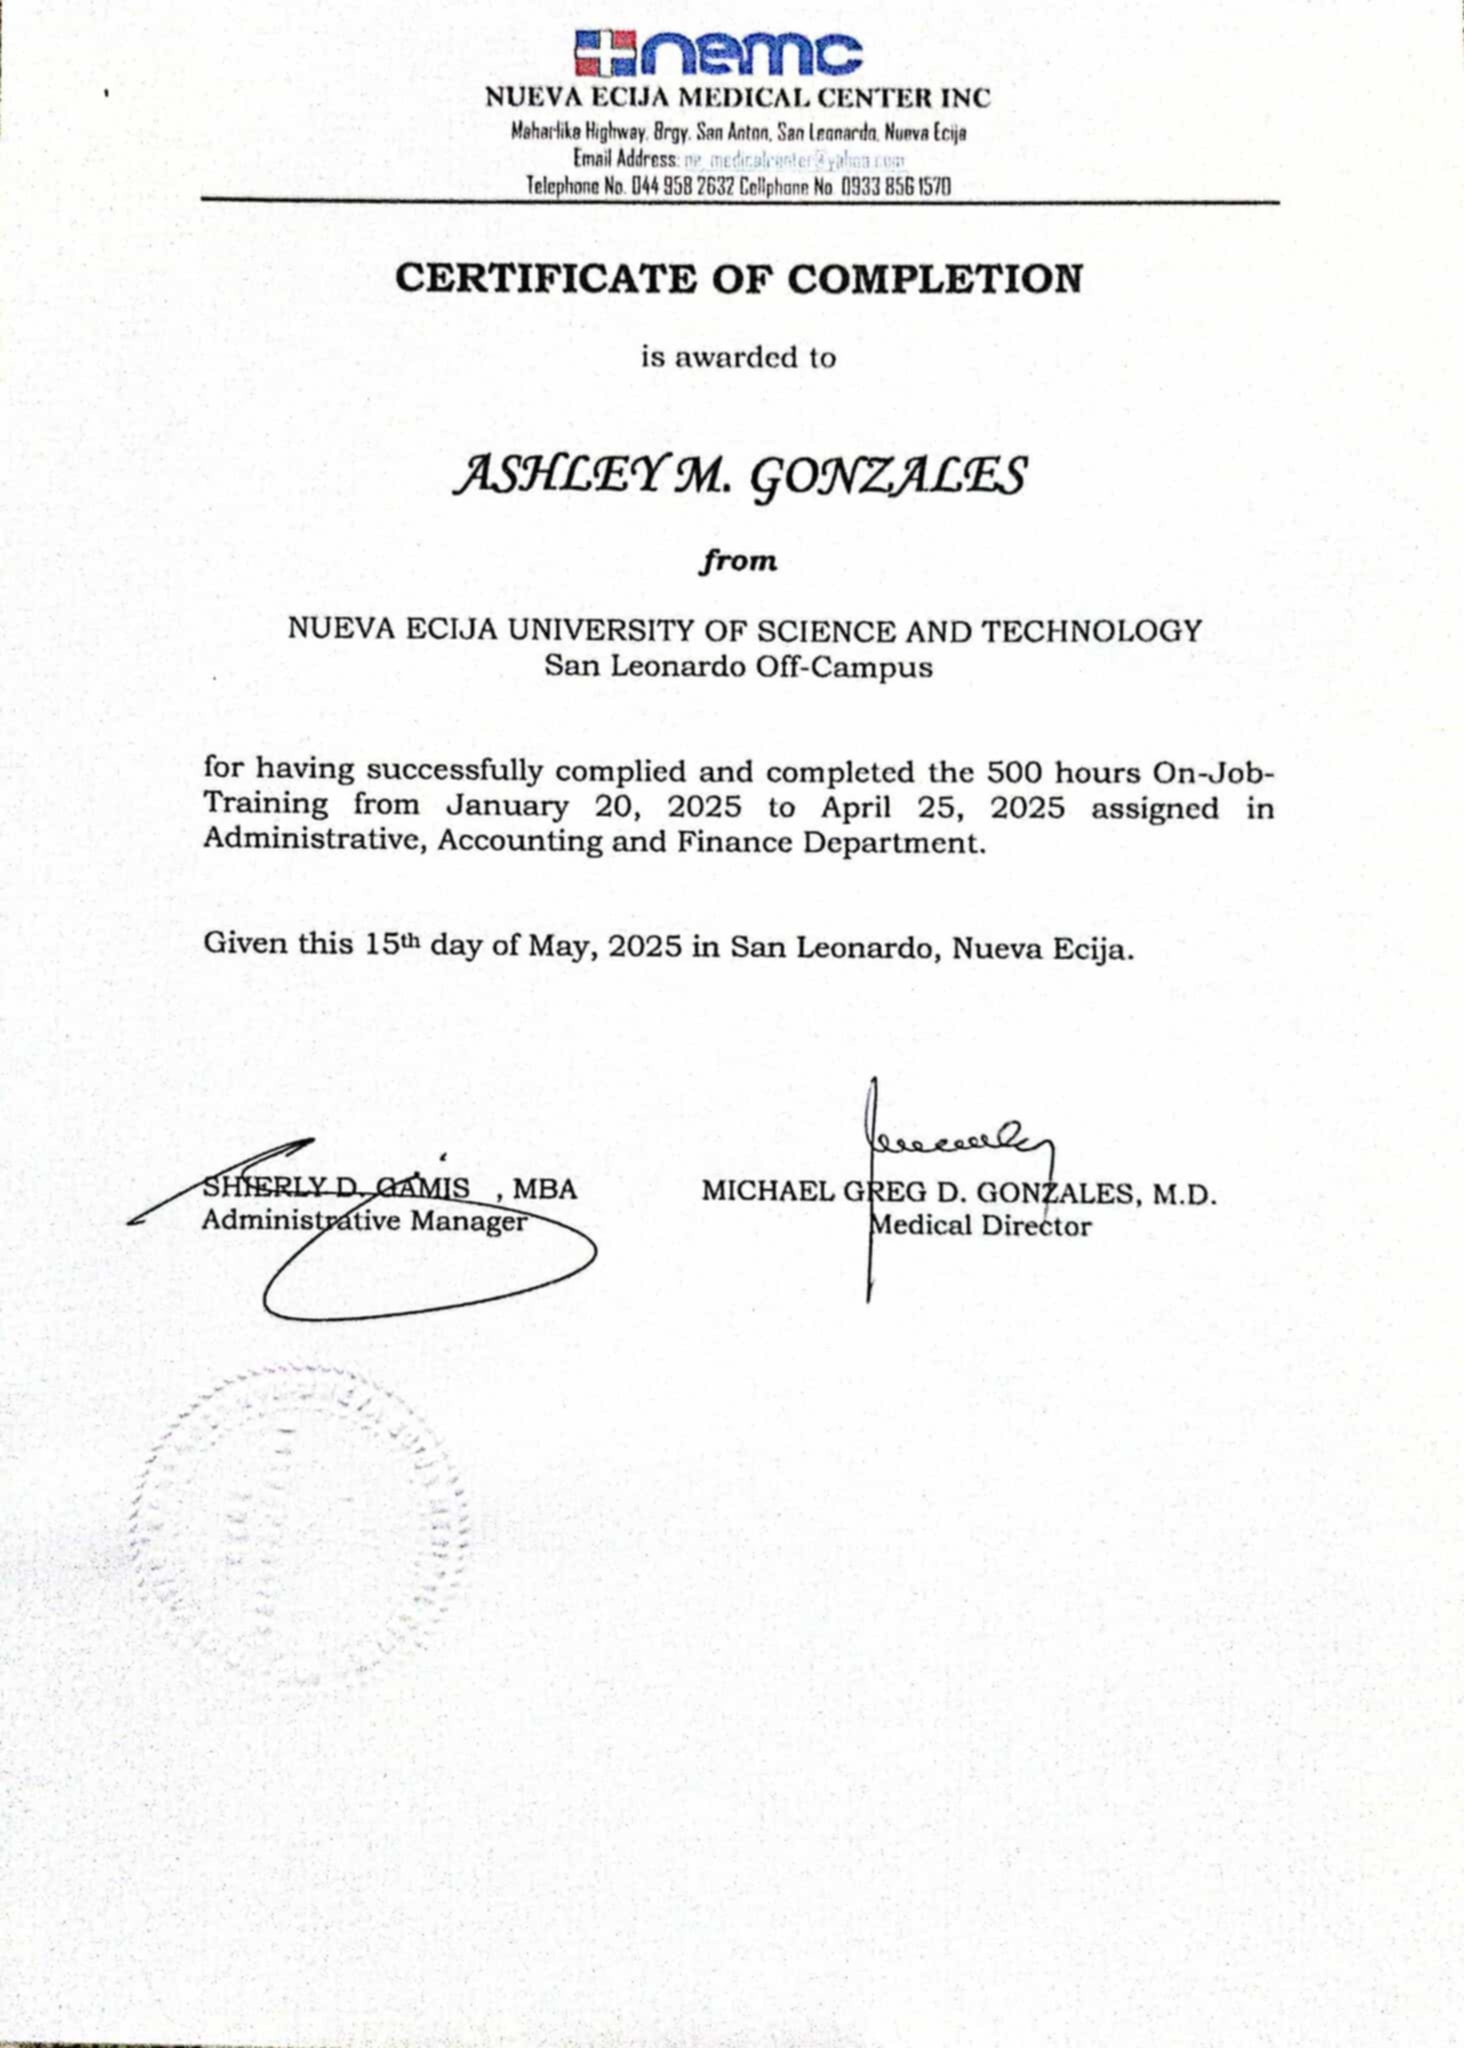 nemc
NUEVA ECIJA MEDICAL CENTER INC
Maharlika Highway, Brgy. San Anton, San Leonardo, Nueva Ecija
Email Address: ne_medicalcenter@yahoo.com
Telephone No. 044 958 2632 Cellphone No. 0933 856 1570
CERTIFICATE OF COMPLETION
is awarded to
ASHLEY M. GONZALES
from
NUEVA ECIJA UNIVERSITY OF SCIENCE AND TECHNOLOGY
San Leonardo Off-Campus
for having successfully complied and completed the 500 hours On-Job-
Training from January 20, 2025 to April 25, 2025 assigned in
Administrative, Accounting and Finance Department.
Given this 15th day of May, 2025 in San Leonardo, Nueva Ecija.
SHIERLY D. GAMIS , MBA
Administrative Manager
MICHAEL GREG D. GONZALES, M.D.
Medical Director